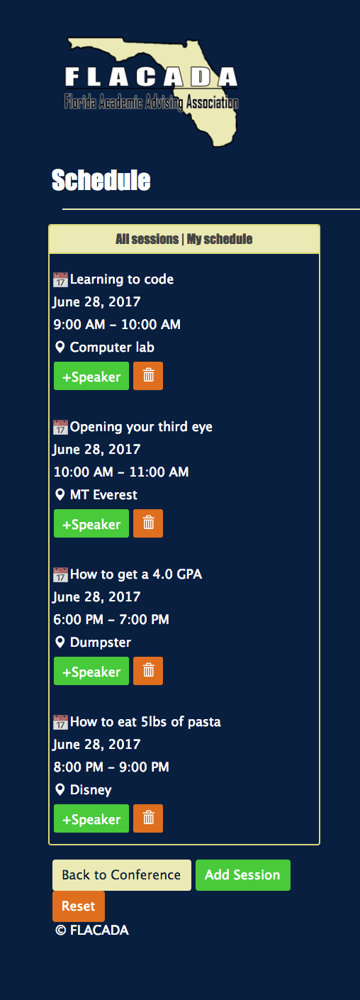 FLACADA
Florida Academic Advising Association
Schedule
All sessions | My schedule
17 Learning to code
June 28, 2017
9:00 AM – 10:00 AM
Computer lab
+Speaker
17 Opening your third eye
June 28, 2017
10:00 AM – 11:00 AM
MT Everest
+Speaker
17 How to get a 4.0 GPA
June 28, 2017
6:00 PM – 7:00 PM
Dumpster
+Speaker
17 How to eat 5lbs of pasta
June 28, 2017
8:00 PM – 9:00 PM
Disney
+Speaker
Back to Conference Add Session
Reset
© FLACADA